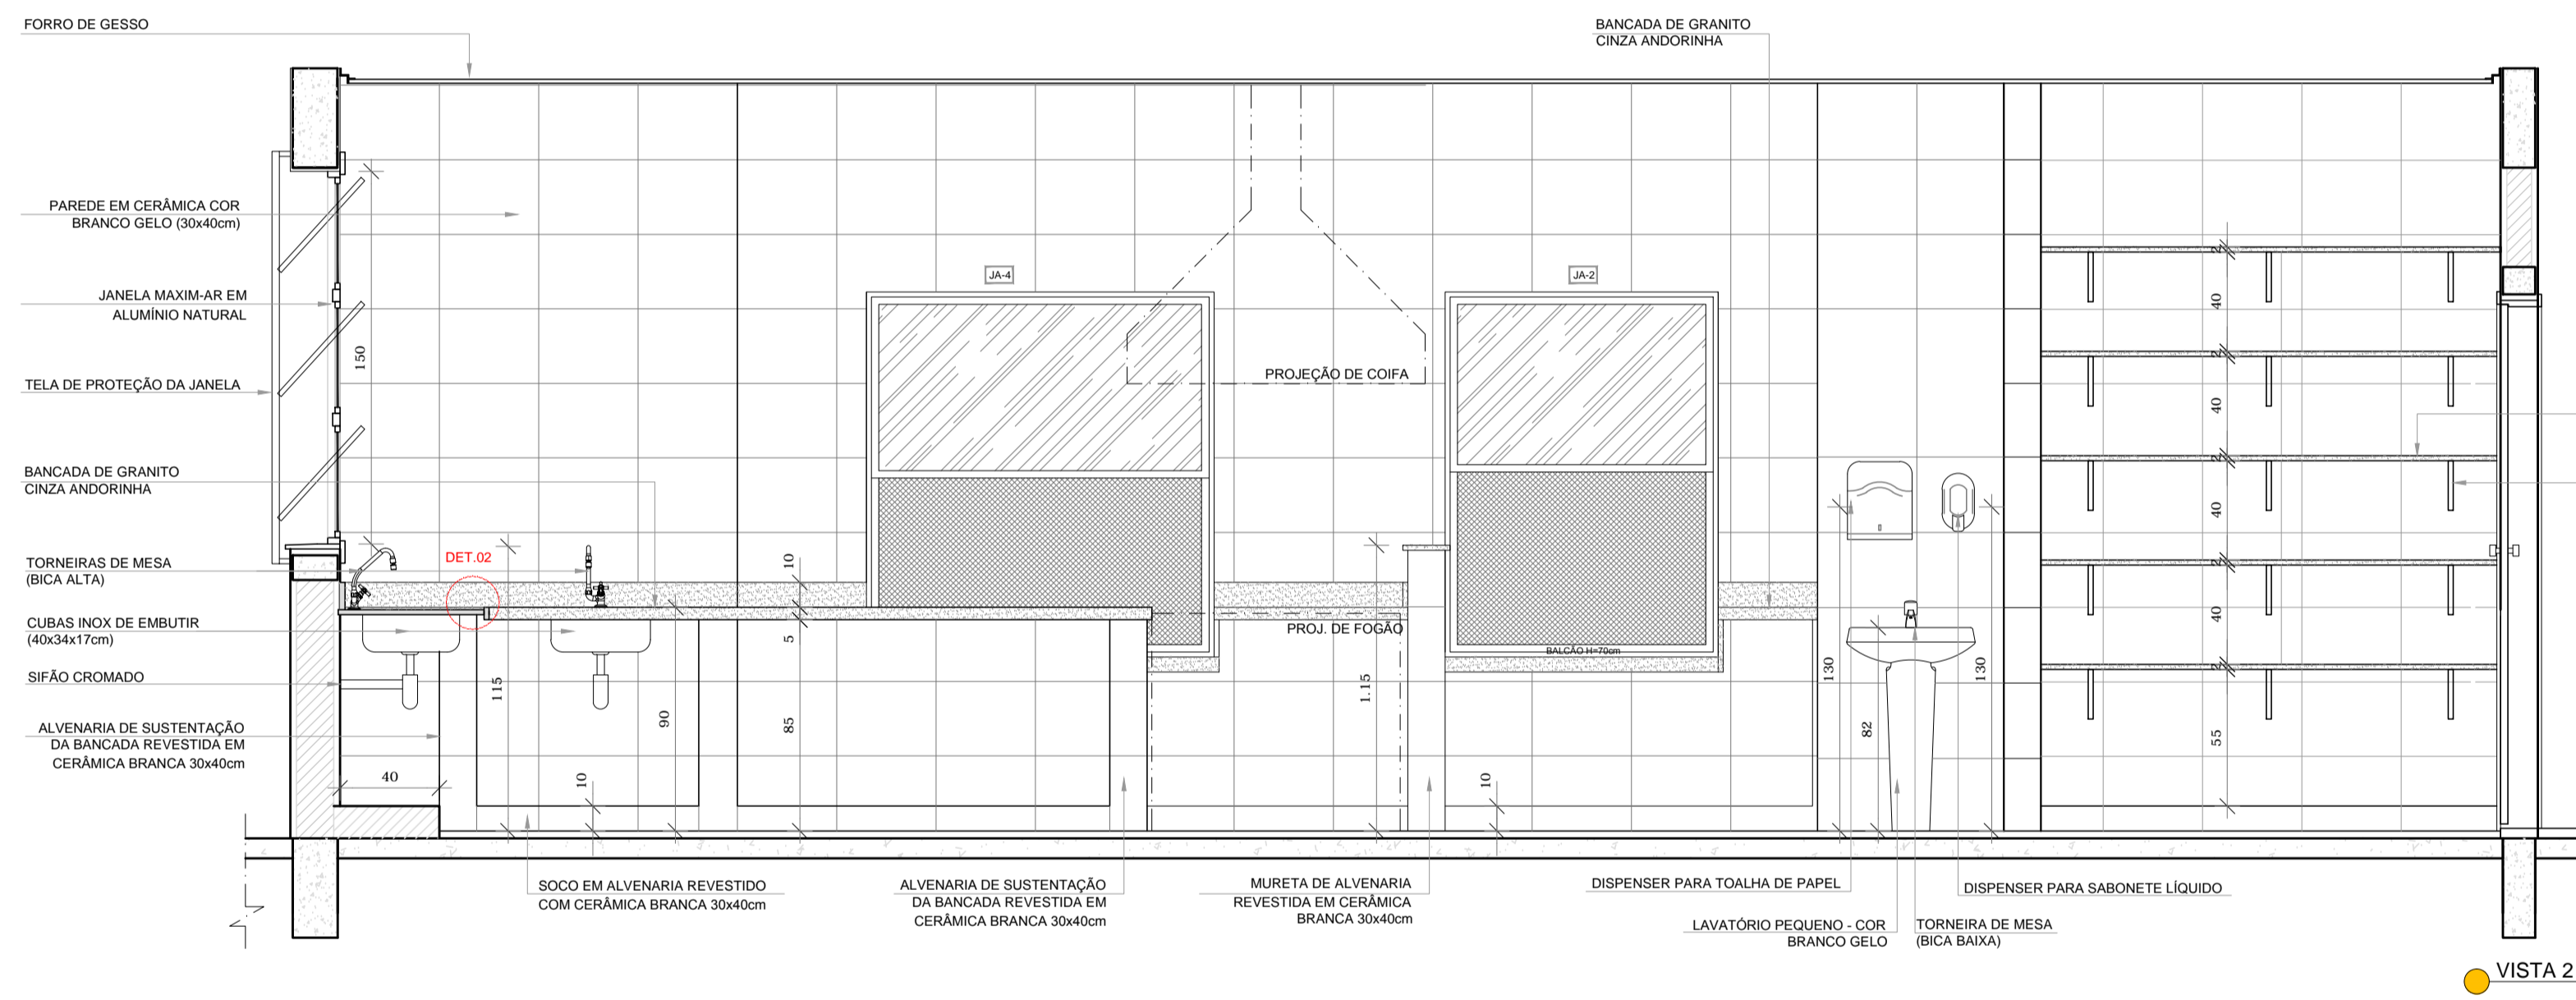 FORRO DE GESSO
BANCADA DE GRANITO
CINZA ANDORINHA
PAREDE EM CERÂMICA COR
BRANCO GELO (30x40cm)
JANELA MAXIM-AR EM
ALUMÍNIO NATURAL
TELA DE PROTEÇÃO DA JANELA
BANCADA DE GRANITO
CINZA ANDORINHA
TORNEIRAS DE MESA
(BICA ALTA)
CUBAS INOX DE EMBUTIR
(40x34x17cm)
SIFÃO CROMADO
ALVENARIA DE SUSTENTAÇÃO
DA BANCADA REVESTIDA EM
CERÂMICA BRANCA 30x40cm
150
DET.02
JA-4
JA-2
PROJEÇÃO DE COIFA
PROJ. DE FOGÃO
BALCÃO H=70cm
10
5
115
90
85
40
10
1.15
10
130
82
130
2
40
2
40
2
40
2
40
2
55
SOCO EM ALVENARIA REVESTIDO
COM CERÂMICA BRANCA 30x40cm
ALVENARIA DE SUSTENTAÇÃO
DA BANCADA REVESTIDA EM
CERÂMICA BRANCA 30x40cm
MURETA DE ALVENARIA
REVESTIDA EM CERÂMICA
BRANCA 30x40cm
DISPENSER PARA TOALHA DE PAPEL
DISPENSER PARA SABONETE LÍQUIDO
LAVATÓRIO PEQUENO - COR
BRANCO GELO
TORNEIRA DE MESA
(BICA BAIXA)
VISTA 2